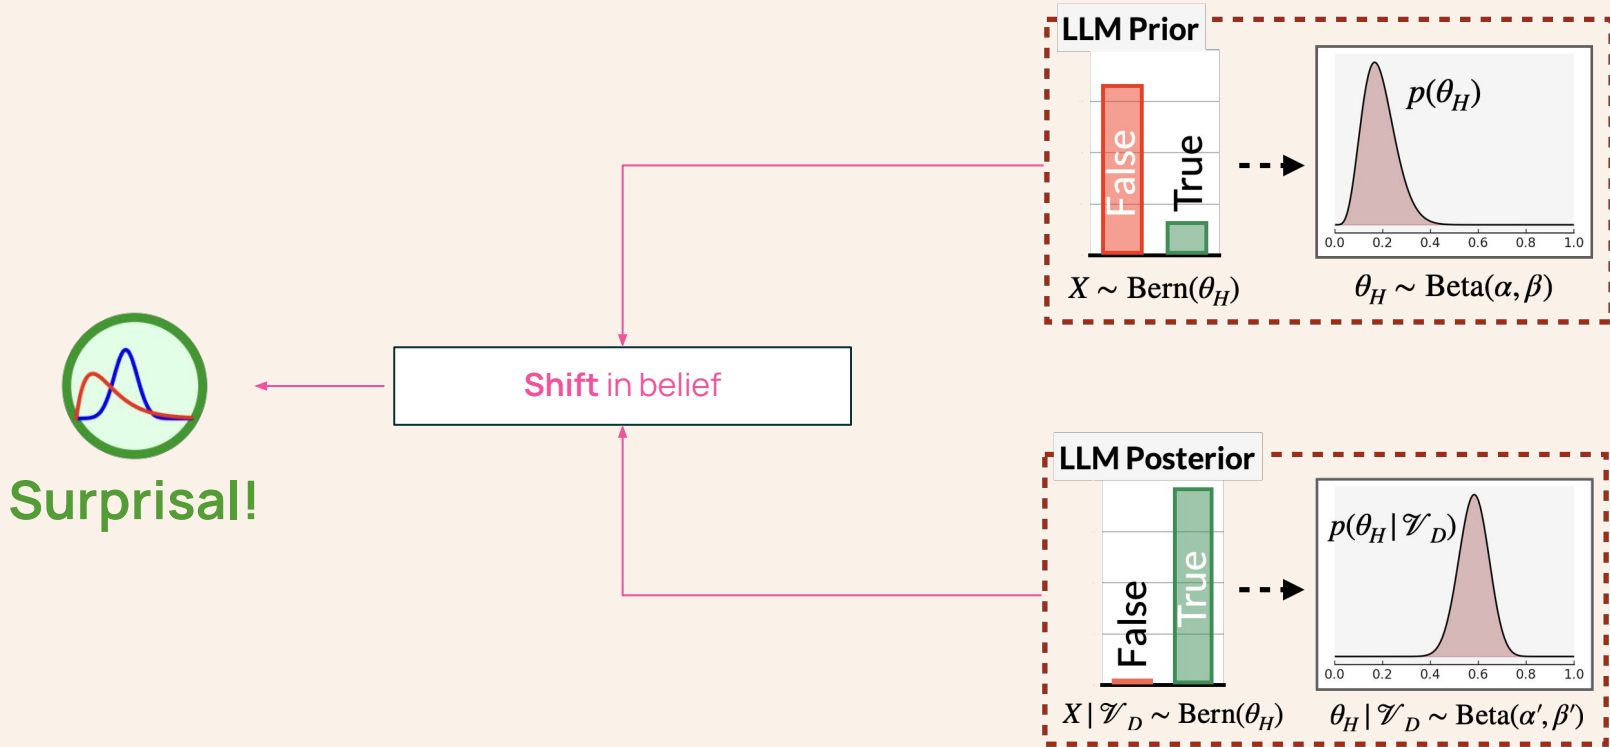 LLM Prior
False
True
p(θ_H)
0.0 0.2 0.4 0.6 0.8 1.0
X ∼ Bern(θ_H)
θ_H ∼ Beta(α, β)
Shift in belief
Surprisal!
LLM Posterior
False
True
p(θ_H | 𝒱_D)
0.0 0.2 0.4 0.6 0.8 1.0
X | 𝒱_D ∼ Bern(θ_H)
θ_H | 𝒱_D ∼ Beta(α′, β′)